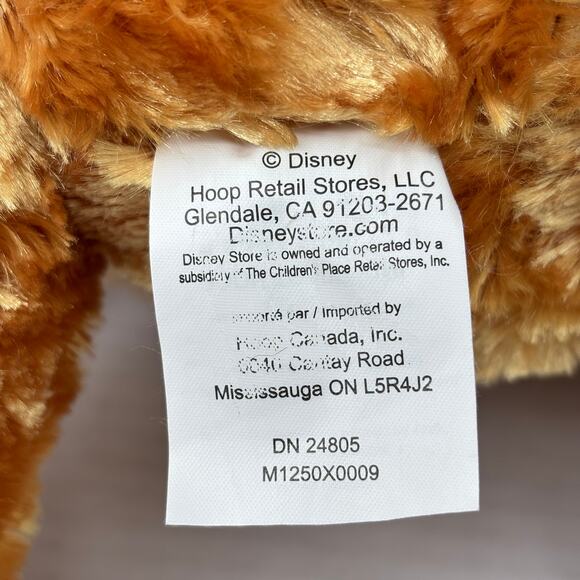 © Disney
Hoop Retail Stores, LLC
Glendale, CA 91203-2671
Disneystore.com
Disney Store is owned and operated by a
subsidiary of The Children's Place Retail Stores, Inc.
Importé par / Imported by
Hoop Canada, Inc.
Cantay Road
Mississauga ON L5R4J2
DN 24805
M1250X0009